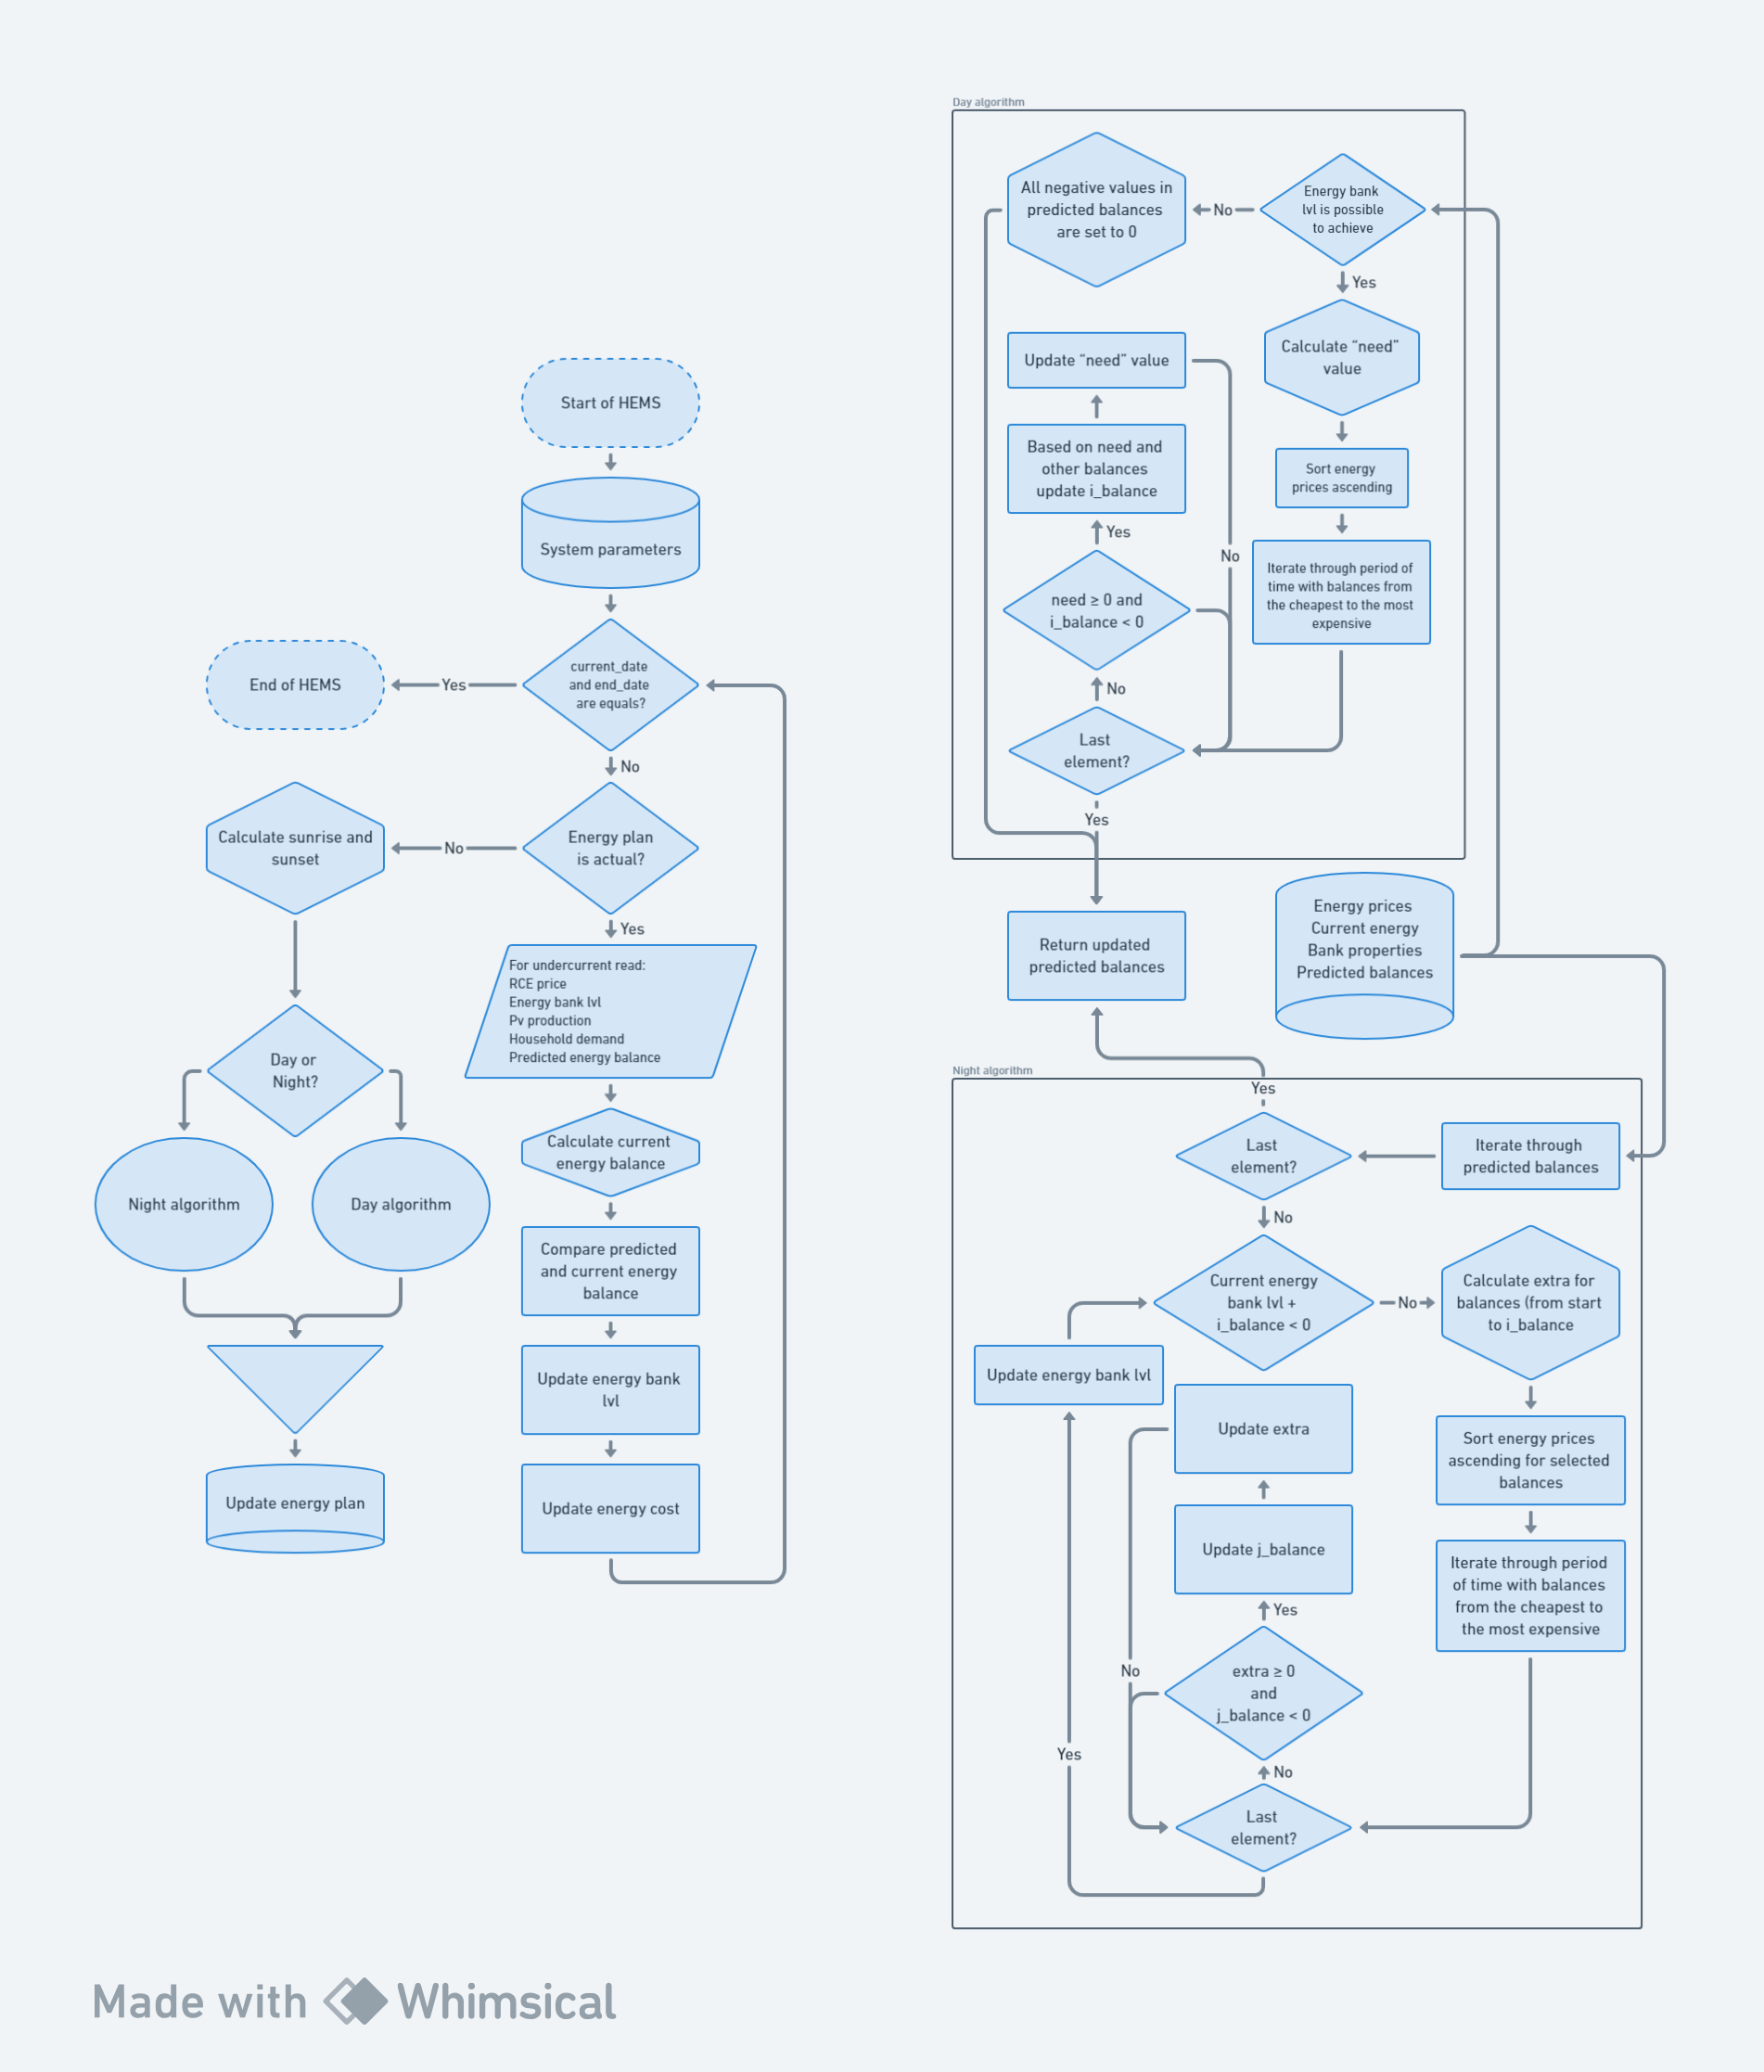 Start of HEMS
System parameters
current_date
and end_date
are equals?
Yes
End of HEMS
No
Energy plan
is actual?
No
Calculate sunrise and
sunset
Day or
Night?
Night algorithm
Day algorithm
Update energy plan
Yes
For undercurrent read:
RCE price
Energy bank lvl
Pv production
Household demand
Predicted energy balance
Calculate current
energy balance
Compare predicted
and current energy
balance
Update energy bank
lvl
Update energy cost
Day algorithm
Energy bank
lvl is possible
to achieve
No
All negative values in
predicted balances
are set to 0
Yes
Calculate “need”
value
Sort energy
prices ascending
Iterate through period of
time with balances from
the cheapest to the most
expensive
Update “need” value
Based on need and
other balances
update i_balance
Yes
No
need ≥ 0 and
i_balance < 0
No
Last
element?
Yes
Return updated
predicted balances
Energy prices
Current energy
Bank properties
Predicted balances
Night algorithm
Yes
Last
element?
Iterate through
predicted balances
No
Current energy
bank lvl +
i_balance < 0
No
Calculate extra for
balances (from start
to i_balance
Update energy bank lvl
Update extra
Sort energy prices
ascending for selected
balances
Update j_balance
Iterate through period
of time with balances
from the cheapest to
the most expensive
Yes
No
extra ≥ 0
and
j_balance < 0
Yes
No
Last
element?
Made with Whimsical